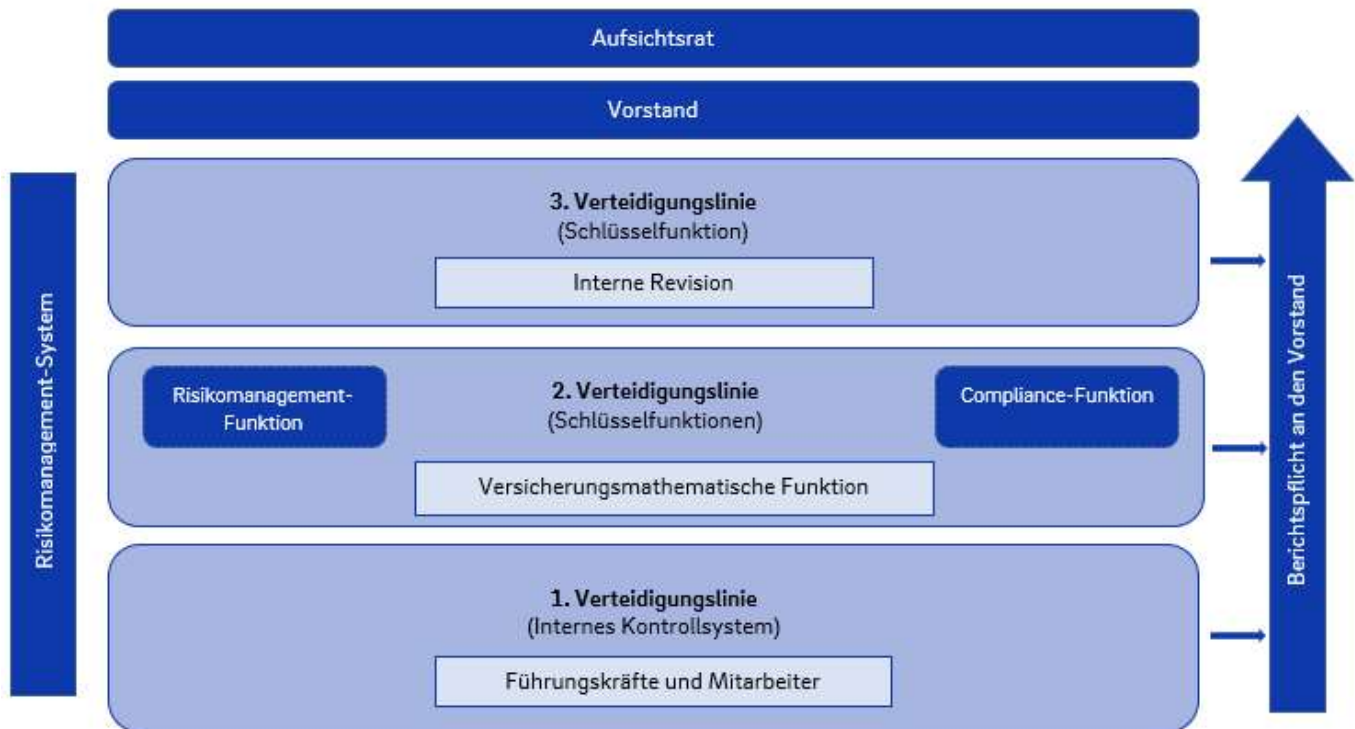 Aufsichtsrat
Vorstand
Risikomanagement-System
3. Verteidigungslinie
(Schlüsselfunktion)
Interne Revision
Risikomanagement-
Funktion
2. Verteidigungslinie
(Schlüsselfunktionen)
Compliance-Funktion
Versicherungsmathematische Funktion
1. Verteidigungslinie
(Internes Kontrollsystem)
Führungskräfte und Mitarbeiter
Berichtspflicht an den Vorstand